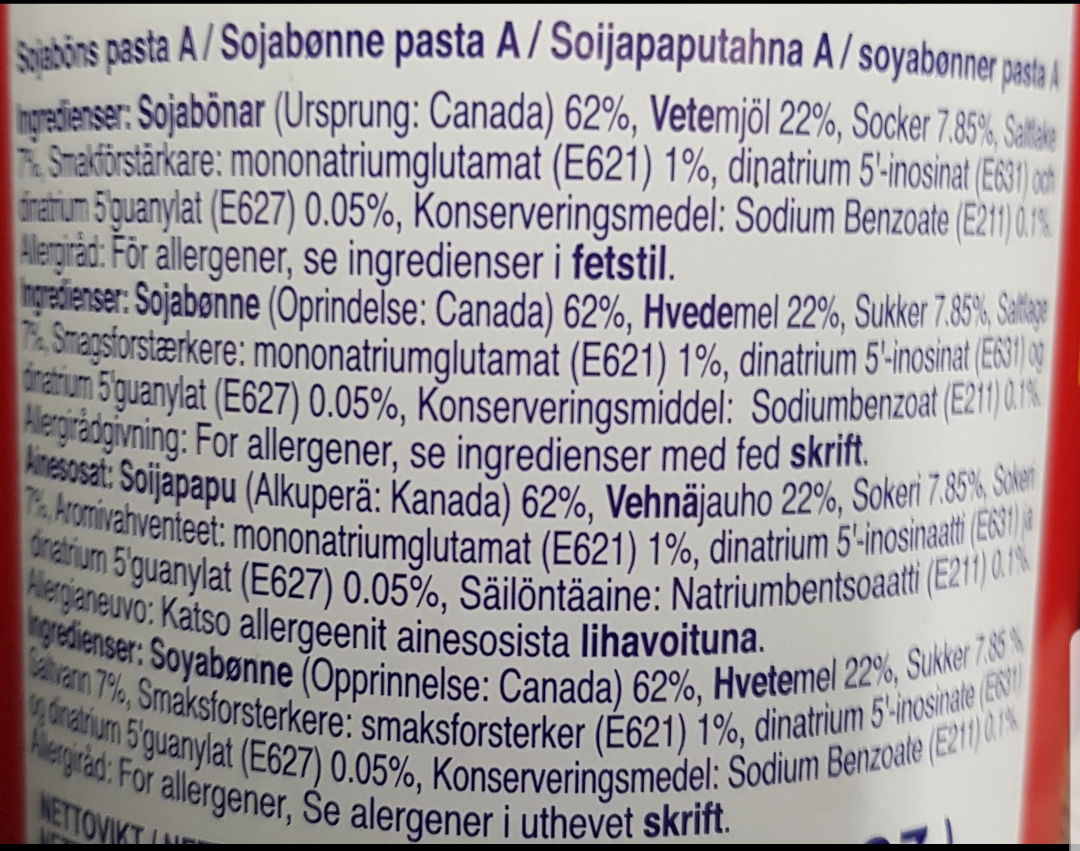 Sojaböns pasta A / Sojabønne pasta A / Soijapaputahna A / soyabønner pasta A
Ingredienser: Sojabönar (Ursprung: Canada) 62%, Vetemjöl 22%, Socker 7.85%, Saltlake
7%, Smakförstärkare: mononatriumglutamat (E621) 1%, dinatrium 5'-inosinat (E631) och
dinatrium 5'guanylat (E627) 0.05%, Konserveringsmedel: Sodium Benzoate (E211) 0.1%
Allergiråd: För allergener, se ingredienser i fetstil.
Ingredienser: Sojabønne (Oprindelse: Canada) 62%, Hvedemel 22%, Sukker 7.85%, Saltlage
7%, Smagsforstærkere: mononatriumglutamat (E621) 1%, dinatrium 5'-inosinat (E631) og
dinatrium 5'guanylat (E627) 0.05%, Konserveringsmiddel: Sodiumbenzoat (E211) 0.1%
Allergirådgivning: For allergener, se ingredienser med fed skrift.
Ainesosat: Soijapapu (Alkuperä: Kanada) 62%, Vehnäjauho 22%, Sokeri 7.85%, Sokeri
7%, Aromivahventeet: mononatriumglutamat (E621) 1%, dinatrium 5'-inosinaatti (E631) ja
dinatrium 5'guanylat (E627) 0.05%, Säilöntäaine: Natriumbentsoaatti (E211) 0.1%
Allergianeuvo: Katso allergeenit ainesosista lihavoituna.
Ingredienser: Soyabønne (Opprinnelse: Canada) 62%, Hvetemel 22%, Sukker 7.85 %
Saltvann 7%, Smaksforsterkere: smaksforsterker (E621) 1%, dinatrium 5'-inosinate (E631)
og dinatrium 5'guanylat (E627) 0.05%, Konserveringsmedel: Sodium Benzoate (E211) 0.1%
Allergiråd: For allergener, Se alergener i uthevet skrift.
NETTOVIKT /